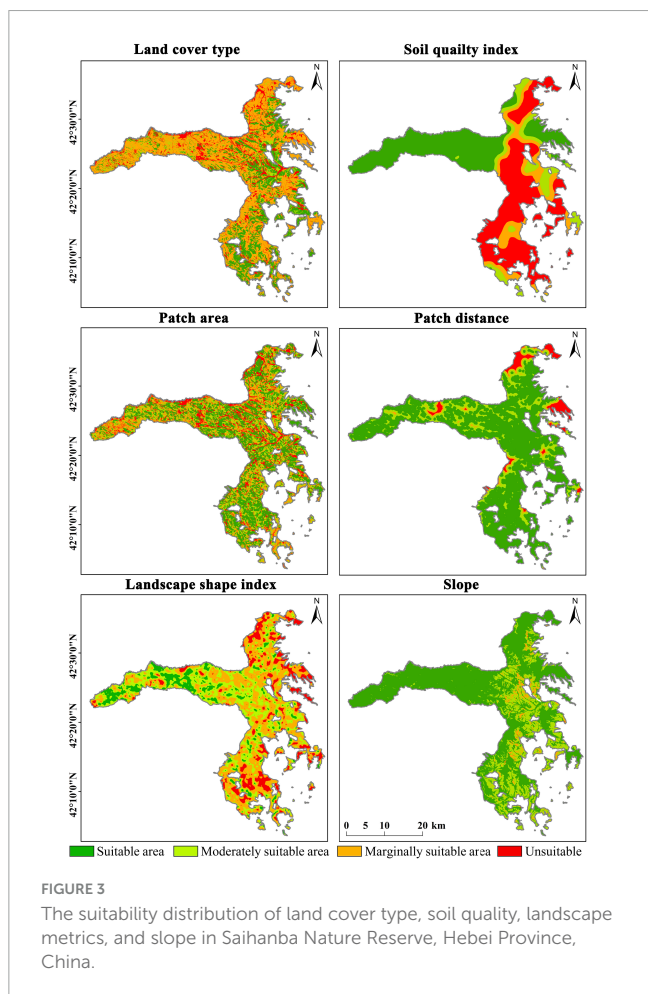 Land cover type
Soil quailty index
N
N
42°30'0"N
42°20'0"N
42°10'0"N
Patch area
Patch distance
N
N
42°30'0"N
42°20'0"N
42°10'0"N
Landscape shape index
Slope
N
N
42°30'0"N
42°20'0"N
42°10'0"N
0 5 10 20 km
Suitable area Moderately suitable area Marginally suitable area Unsuitable
FIGURE 3
The suitability distribution of land cover type, soil quality, landscape
metrics, and slope in Saihanba Nature Reserve, Hebei Province,
China.